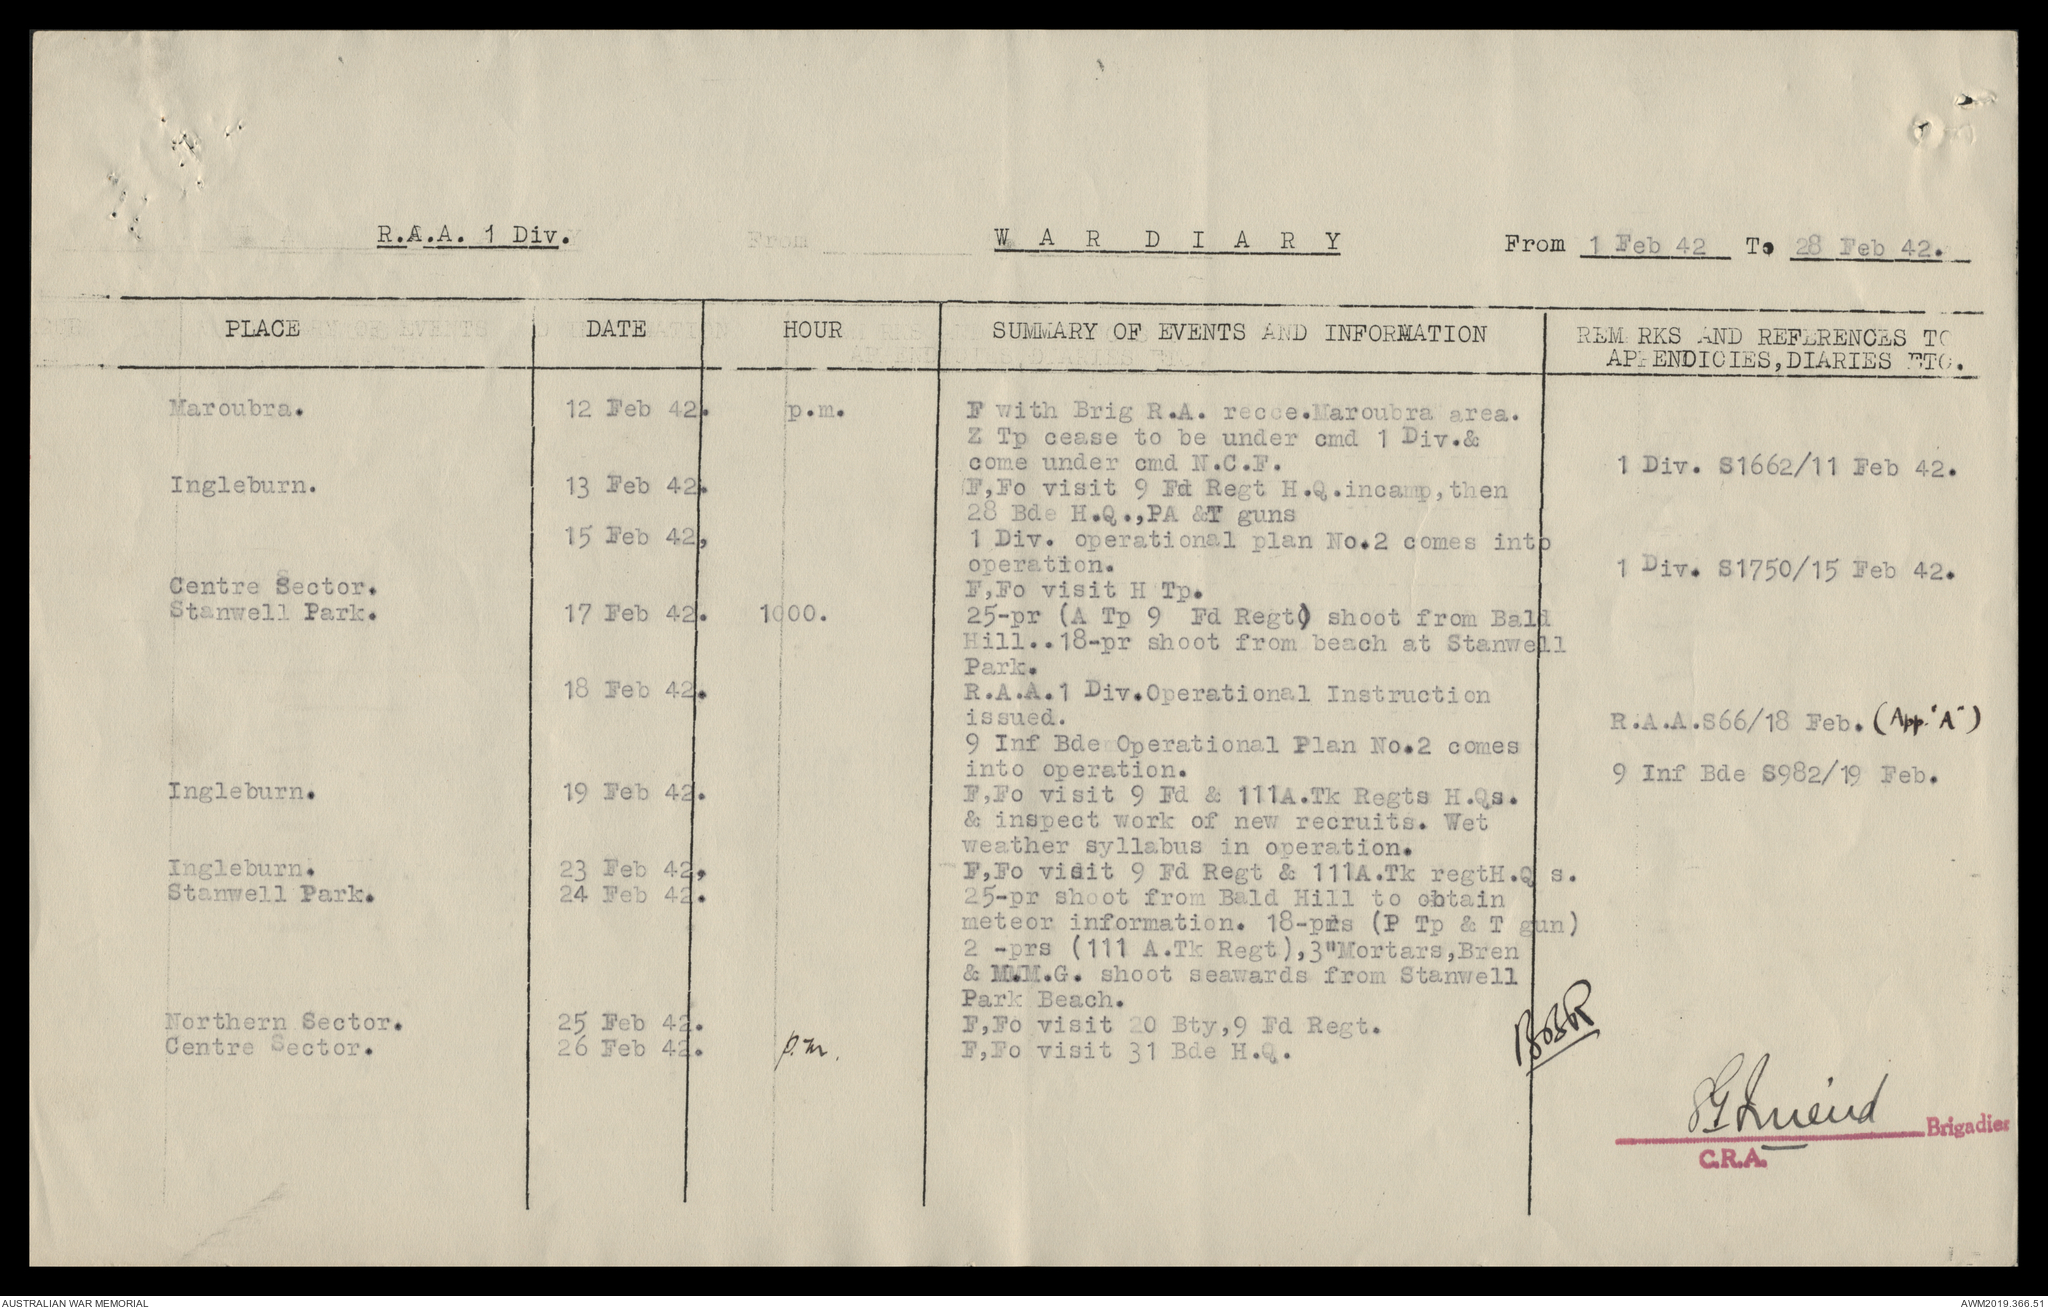 R.A.A. 1 Div.
W A R D I A R Y
From 1 Feb 42 To 28 Feb 42.
PLACE DATE HOUR SUMMARY OF EVENTS AND INFORMATION REM RKS AND REFERENCES TO
APPENDICIES, DIARIES ETC.
Maroubra. 12 Feb 42. p.m. F with Brig R.A. recce.Maroubra area.
Z Tp cease to be under cmd 1 Div.&
come under cmd N.C.F. 1 Div. S1662/11 Feb 42.
Ingleburn. 13 Feb 42. F,Fo visit 9 Fd Regt H.Q.incamp,then
28 Bde H.Q.,PA &T guns
15 Feb 42, 1 Div. operational plan No.2 comes into
operation. 1 Div. S1750/15 Feb 42.
Centre Sector. F,Fo visit H Tp.
Stanwell Park. 17 Feb 42. 1000. 25-pr (A Tp 9 Fd Regt) shoot from Bald
Hill..18-pr shoot from beach at Stanwell
Park.
18 Feb 42. R.A.A.1 Div.Operational Instruction
issued. R.A.A.S66/18 Feb. (App."A")
9 Inf Bde Operational Plan No.2 comes
into operation. 9 Inf Bde S982/19 Feb.
Ingleburn. 19 Feb 42. F,Fo visit 9 Fd & 111A.Tk Regts H.Qs.
& inspect work of new recruits. Wet
weather syllabus in operation.
Ingleburn. 23 Feb 42, F,Fo visit 9 Fd Regt & 111A.Tk regtH.Q s.
Stanwell Park. 24 Feb 42. 25-pr shoot from Bald Hill to obtain
meteor information. 18-prs (P Tp & T gun)
2 -prs (111 A.Tk Regt),3"Mortars,Bren
& M.M.G. shoot seawards from Stanwell
Park Beach.
Northern Sector. 25 Feb 42. F,Fo visit 20 Bty,9 Fd Regt.
Centre Sector. 26 Feb 42. p.m. F,Fo visit 31 Bde H.Q.
Brigadier
C.R.A.
AUSTRALIAN WAR MEMORIAL
AWM2019.366.51